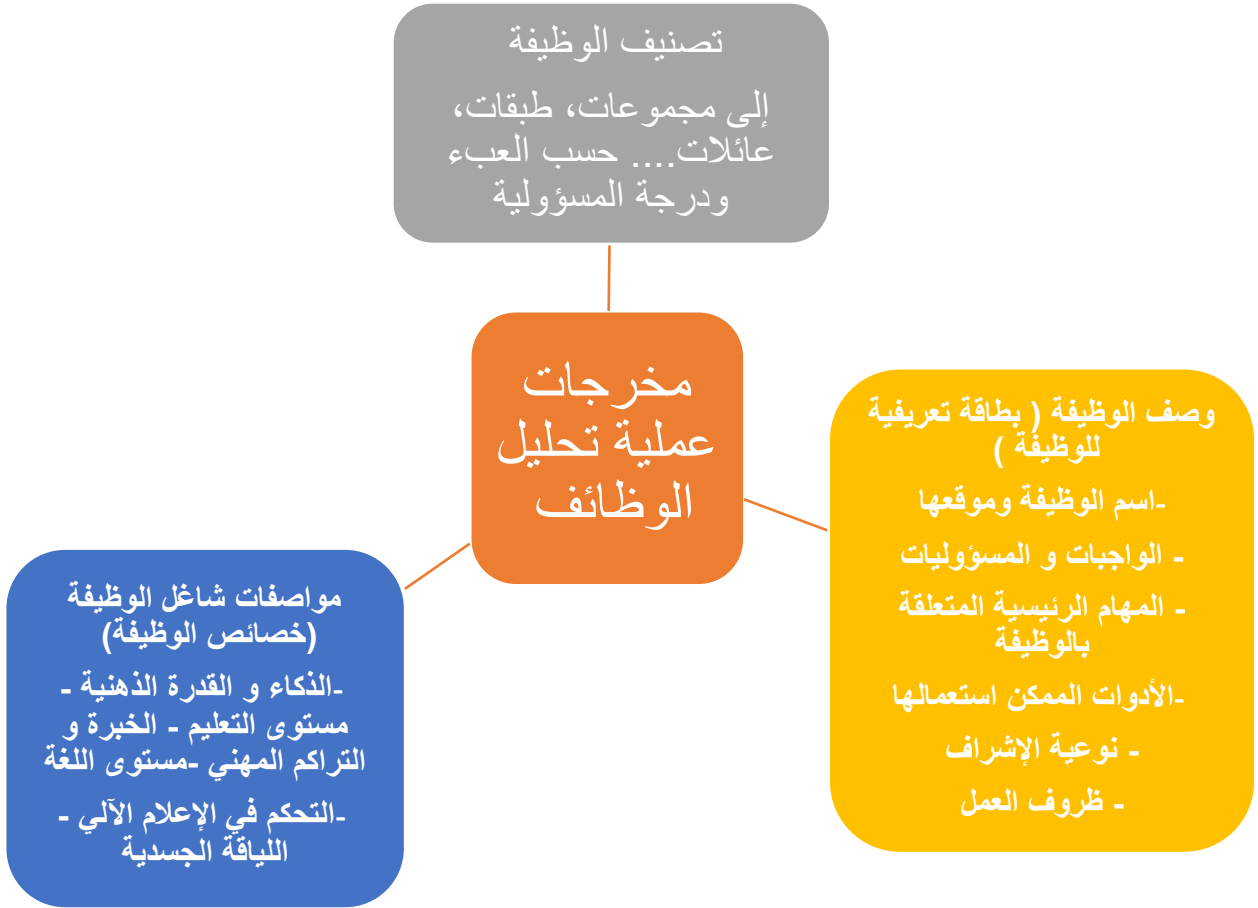 تصنيف الوظيفة
إلى مجموعات، طبقات،
عائلات.... حسب العبء
ودرجة المسؤولية
مخرجات
عملية تحليل
الوظائف
وصف الوظيفة ( بطاقة تعريفية
للوظيفة )
-اسم الوظيفة وموقعها
- الواجبات و المسؤوليات
- المهام الرئيسية المتعلقة
بالوظيفة
-الأدوات الممكن استعمالها
- نوعية الإشراف
- ظروف العمل
مواصفات شاغل الوظيفة
(خصائص الوظيفة)
-الذكاء و القدرة الذهنية -
مستوى التعليم - الخبرة و
التراكم المهني -مستوى اللغة
-التحكم في الإعلام الآلي -
اللياقة الجسدية